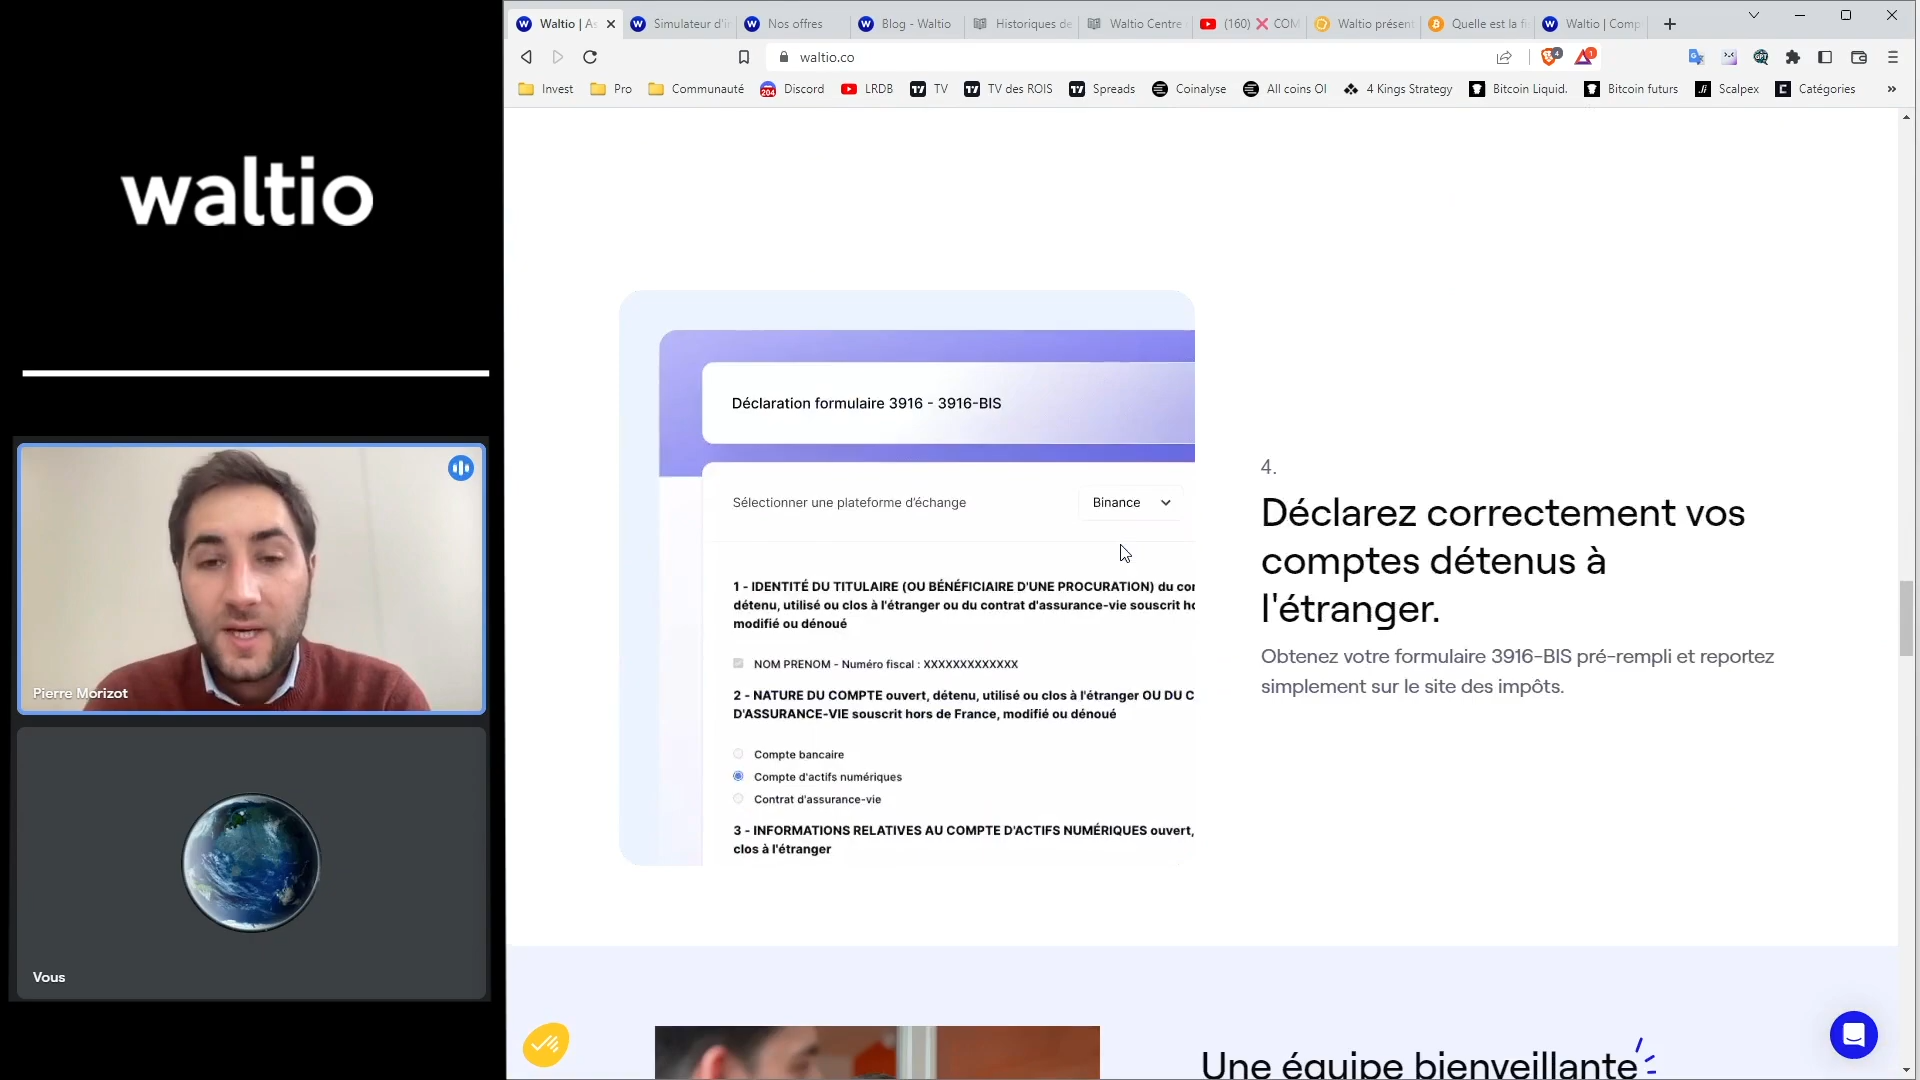 waltio
Pierre Morizot
Vous
Waltio | As
Simulateur d'i
Nos offres
Blog - Waltio
Historiques de
Waltio Centre
(160) ❌ COM
Waltio présent
Quelle est la fi
Waltio | Comp
waltio.co
4
1
Invest
Pro
Communauté
204
Discord
LRDB
TV
TV des ROIS
Spreads
Coinalyse
All coins OI
4 Kings Strategy
Bitcoin Liquid.
Bitcoin futurs
Scalpex
Catégories
»
Déclaration formulaire 3916 - 3916-BIS
Sélectionner une plateforme d'échange
Binance
1 - IDENTITÉ DU TITULAIRE (OU BÉNÉFICIAIRE D'UNE PROCURATION) du con
détenu, utilisé ou clos à l'étranger ou du contrat d'assurance-vie souscrit ho
modifié ou dénoué
NOM PRENOM - Numéro fiscal : XXXXXXXXXXXXX
2 - NATURE DU COMPTE ouvert, détenu, utilisé ou clos à l'étranger OU DU C
D'ASSURANCE-VIE souscrit hors de France, modifié ou dénoué
Compte bancaire
Compte d'actifs numériques
Contrat d'assurance-vie
3 - INFORMATIONS RELATIVES AU COMPTE D'ACTIFS NUMÉRIQUES ouvert,
clos à l'étranger
4.
Déclarez correctement vos
comptes détenus à
l'étranger.
Obtenez votre formulaire 3916-BIS pré-rempli et reportez
simplement sur le site des impôts.
Une équipe bienveillante